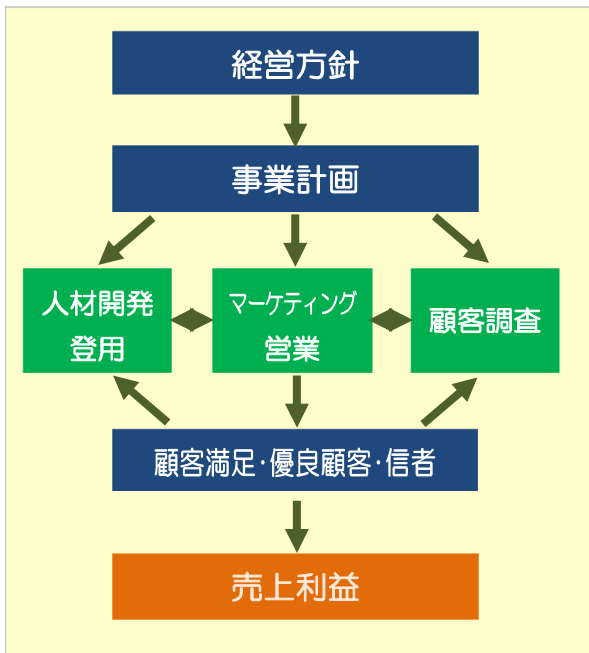 経営方針
事業計画
人材開発
登用
マーケティング
営業
顧客調査
顧客満足・優良顧客・信者
売上利益